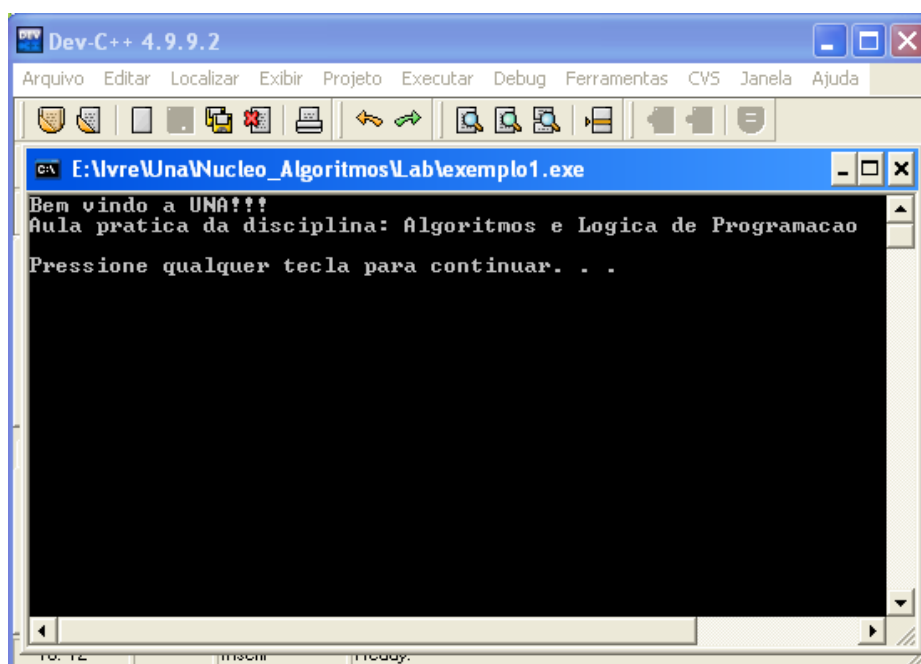 Dev-C++ 4.9.9.2
Arquivo Editar Localizar Exibir Projeto Executar Debug Ferramentas CVS Janela Ajuda
E:\Ivre\Una\Nucleo_Algoritmos\Lab\exemplo1.exe
Bem vindo a UNA!!!
Aula pratica da disciplina: Algoritmos e Logica de Programacao
Pressione qualquer tecla para continuar. . .